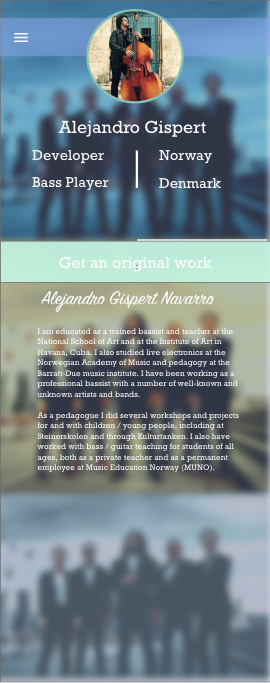 Alejandro Gispert
Developer
Bass Player
Norway
Denmark
Get an original work
Alejandro Gispert Navarro
I am educated as a trained bassist and teacher at the
National School of Art and at the Institute of Art in
Havana, Cuba. I also studied live electronics at the
Norwegian Academy of Music and pedagogy at the
Barratt-Due music institute. I have been working as a
professional bassist with a number of well-known and
unknown artists and bands.
As a pedagogue I did several workshops and projects
for and with children / young people, including at
Steinerskolen and through Kulturtanken. I also have
worked with bass / guitar teaching for students of all
ages, both as a private teacher and as a permanent
employee at Music Education Norway (MUNO).